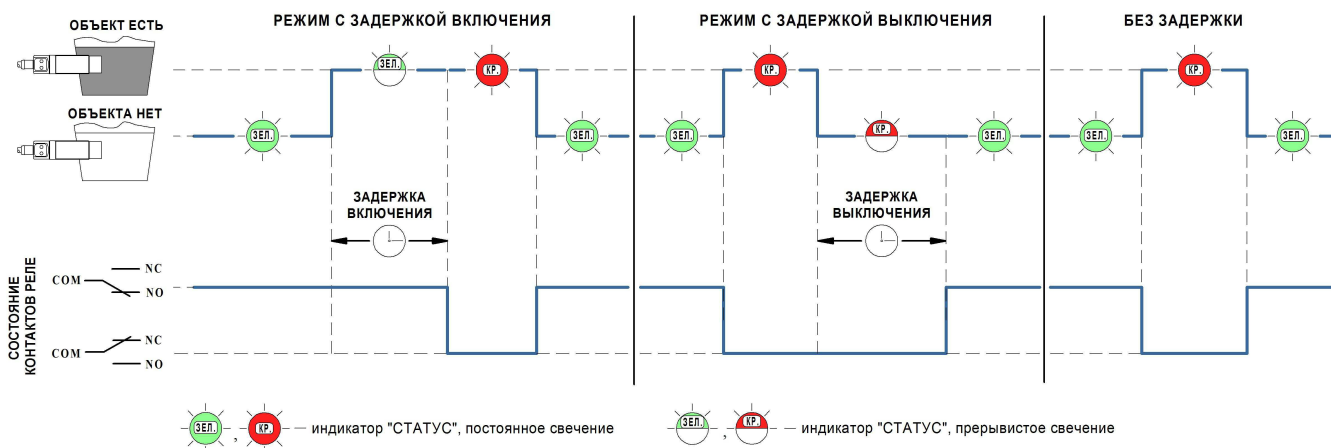 ОБЪЕКТ ЕСТЬ
РЕЖИМ С ЗАДЕРЖКОЙ ВКЛЮЧЕНИЯ
РЕЖИМ С ЗАДЕРЖКОЙ ВЫКЛЮЧЕНИЯ
БЕЗ ЗАДЕРЖКИ
ЗЕЛ.
КР.
КР.
КР.
ОБЪЕКТА НЕТ
ЗЕЛ.
ЗЕЛ.
ЗЕЛ.
КР.
ЗЕЛ.
ЗЕЛ.
ЗЕЛ.
ЗАДЕРЖКА
ВКЛЮЧЕНИЯ
ЗАДЕРЖКА
ВЫКЛЮЧЕНИЯ
СОСТОЯНИЕ
КОНТАКТОВ РЕЛЕ
NC
COM
NO
NC
COM
NO
ЗЕЛ. , КР. — индикатор "СТАТУС", постоянное свечение
ЗЕЛ. , КР. — индикатор "СТАТУС", прерывистое свечение